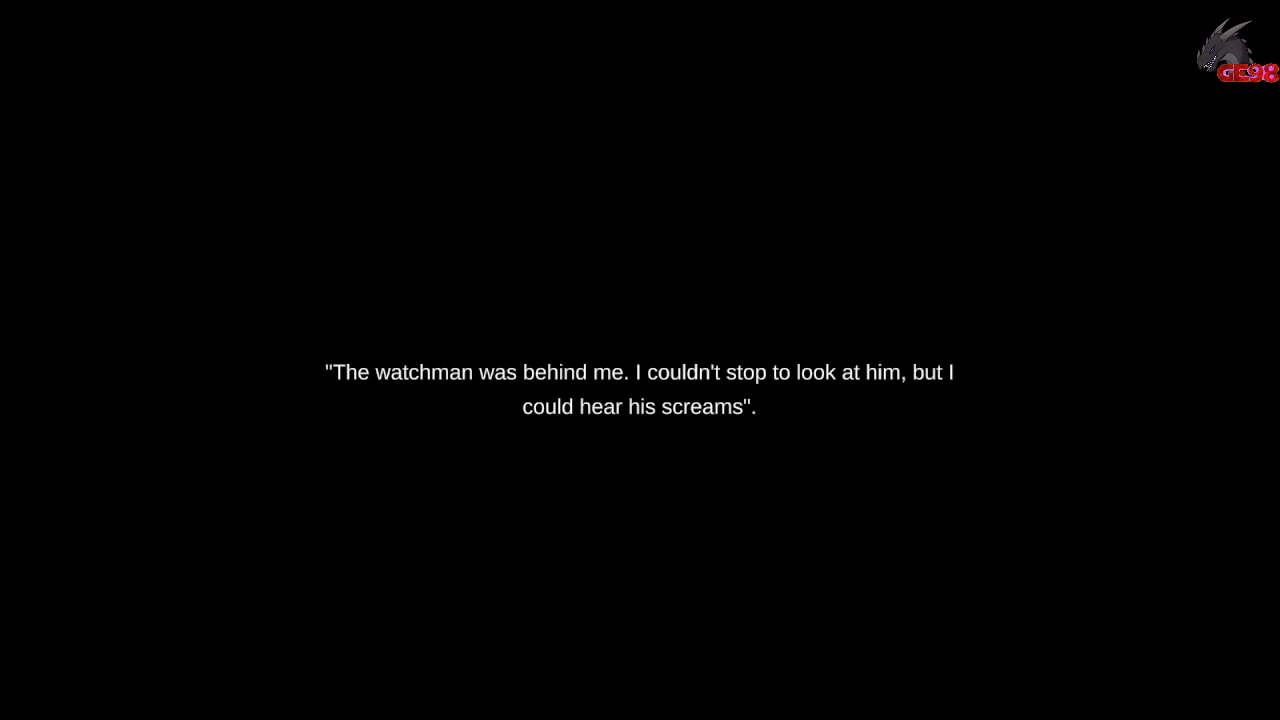 GE98
"The watchman was behind me. I couldn't stop to look at him, but I
could hear his screams".